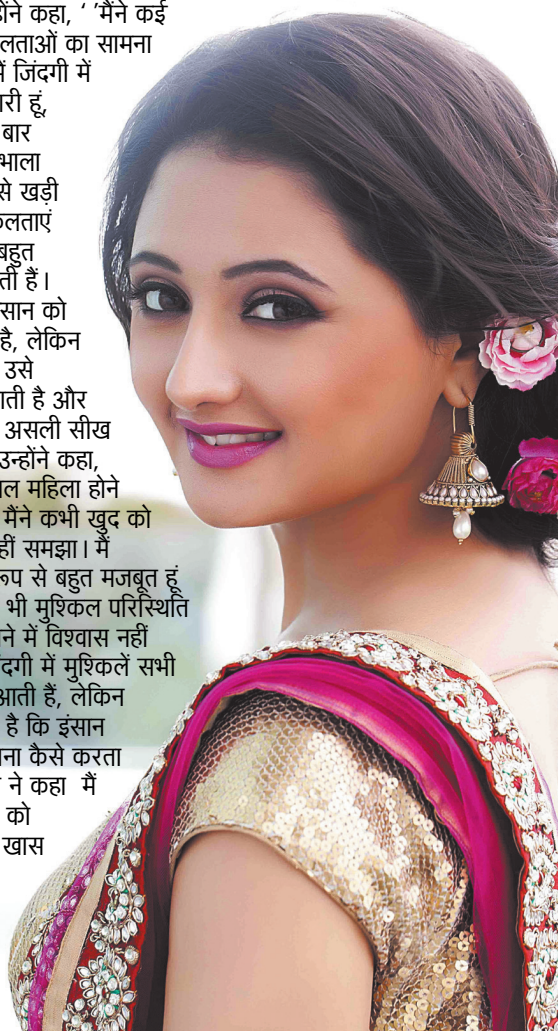 होंने कहा, ‘ ’मैंने कई
लताओं का सामना
में जिंदगी में
री हूं,
बार
भाला
से खड़ी
लताएं
बहुत
ती हैं।
सान को
है, लेकिन
उसे
ाती है और
असली सीख
उन्होंने कहा,
ल महिला होने
मैंने कभी खुद को
हीं समझा। मैं
रूप से बहुत मजबूत हूं
भी मुश्किल परिस्थिति
ने में विश्वास नहीं
ंदगी में मुश्किलें सभी
आती हैं, लेकिन
है कि इंसान
ना कैसे करता
ने कहा मैं
को
खास